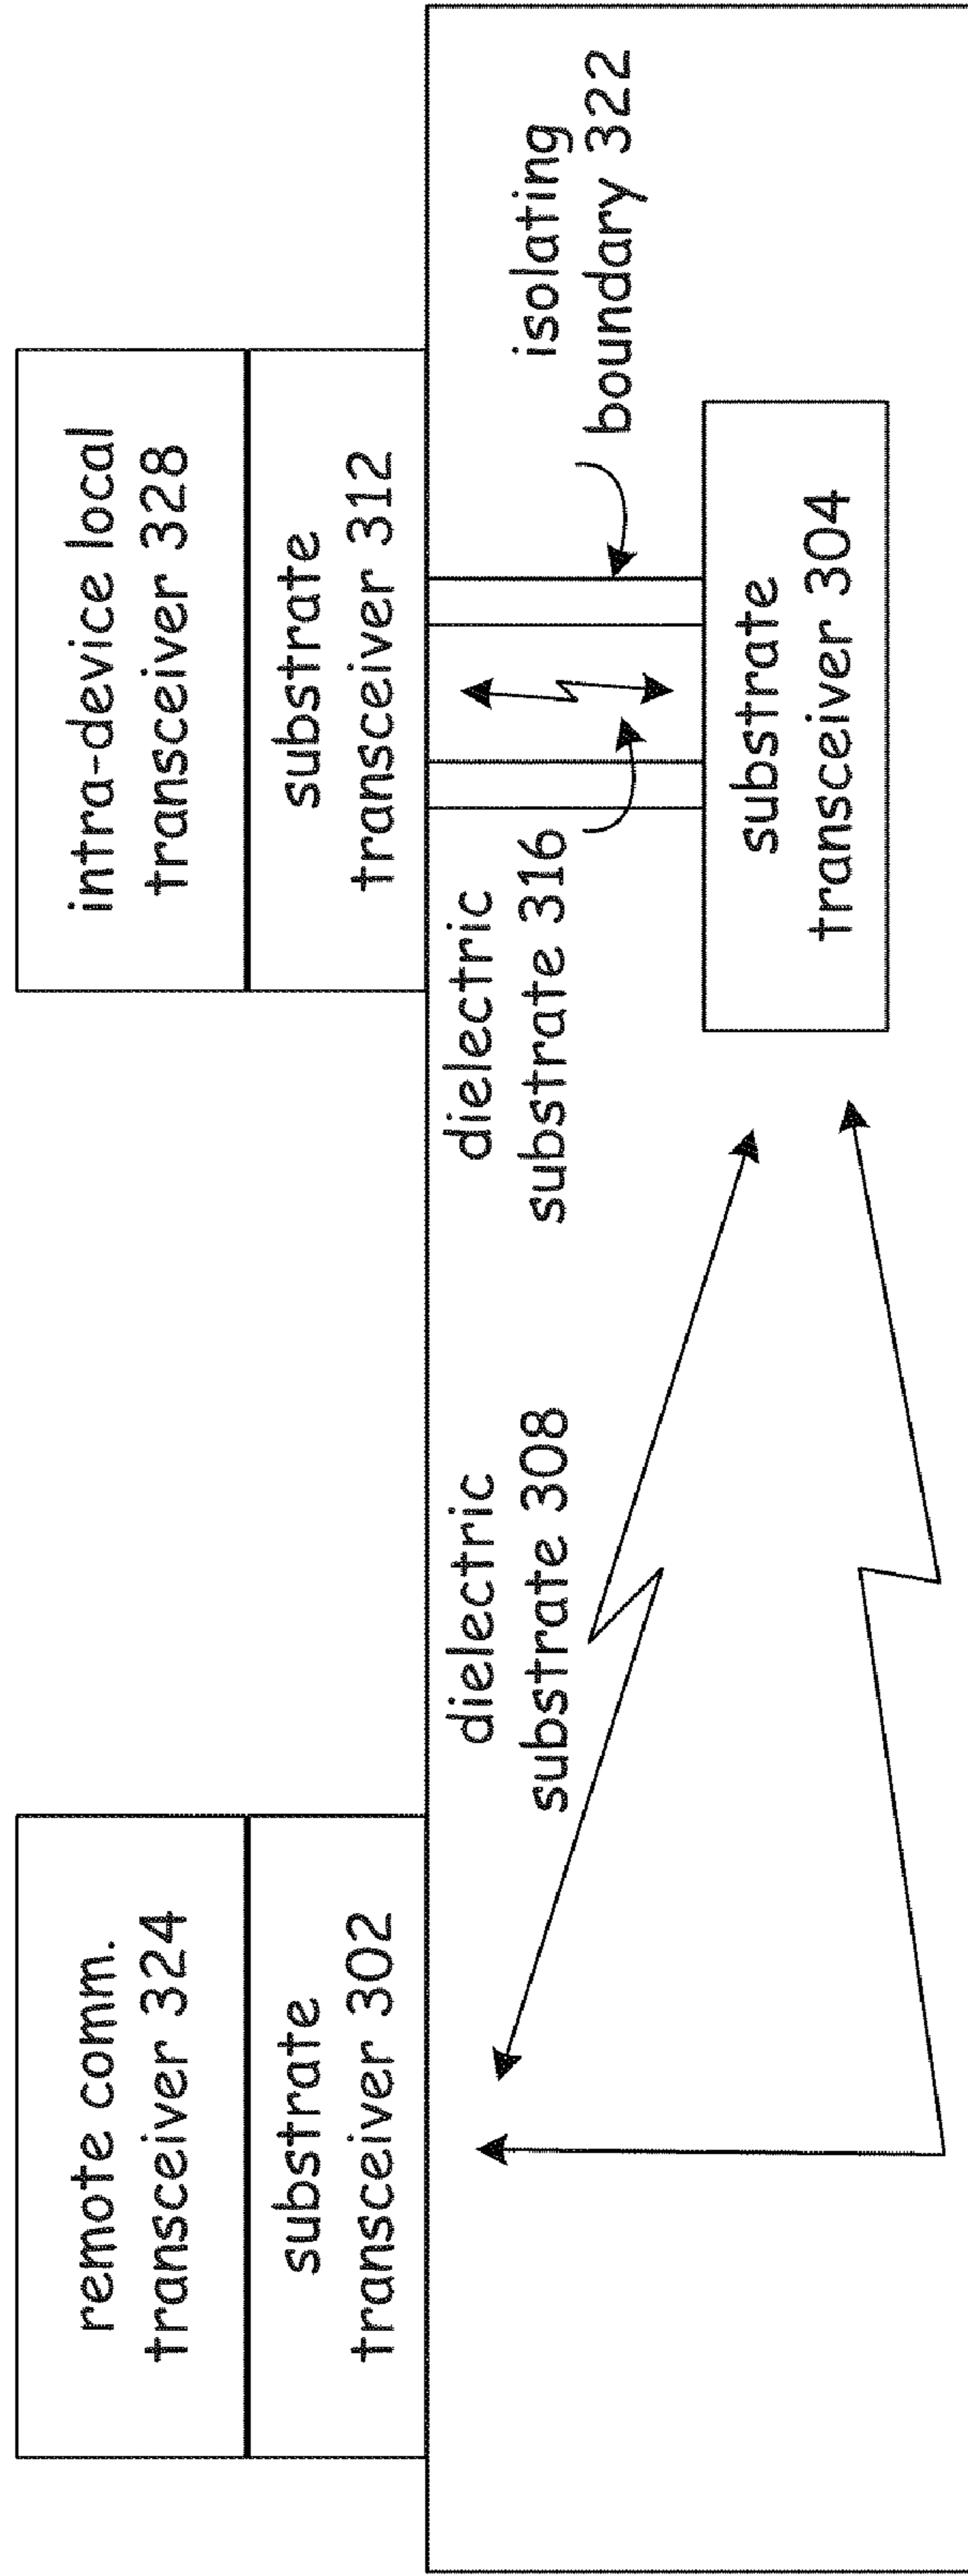 remote comm.
transceiver 324
substrate
transceiver 302
intra-device local
transceiver 328
substrate
transceiver 312
dielectric
substrate 308
dielectric
substrate 316
isolating
boundary 322
substrate
transceiver 304